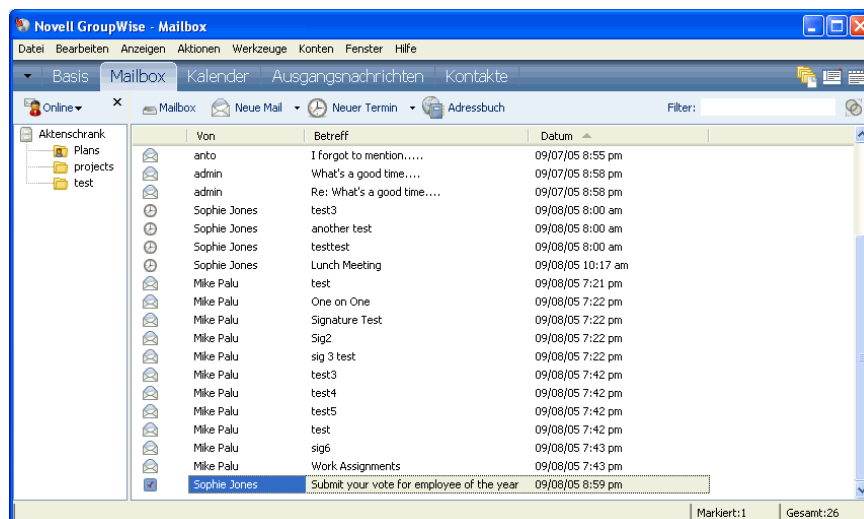 Novell GroupWise - Mailbox
Datei Bearbeiten Anzeigen Aktionen Werkzeuge Konten Fenster Hilfe
Basis Mailbox Kalender Ausgangsnachrichten Kontakte
Online Mailbox Neue Mail Neuer Termin Adressbuch Filter:
Aktenschrank
Plans
projects
test
Von Betreff Datum
anto I forgot to mention..... 09/07/05 8:55 pm
admin What's a good time.... 09/07/05 8:58 pm
admin Re: What's a good time.... 09/07/05 8:58 pm
Sophie Jones test3 09/08/05 8:00 am
Sophie Jones another test 09/08/05 8:00 am
Sophie Jones testtest 09/08/05 8:00 am
Sophie Jones Lunch Meeting 09/08/05 10:17 am
Mike Palu test 09/08/05 7:21 pm
Mike Palu One on One 09/08/05 7:22 pm
Mike Palu Signature Test 09/08/05 7:22 pm
Mike Palu Sig2 09/08/05 7:22 pm
Mike Palu sig 3 test 09/08/05 7:22 pm
Mike Palu test3 09/08/05 7:42 pm
Mike Palu test4 09/08/05 7:42 pm
Mike Palu test5 09/08/05 7:42 pm
Mike Palu test 09/08/05 7:42 pm
Mike Palu sig6 09/08/05 7:43 pm
Mike Palu Work Assignments 09/08/05 7:43 pm
Sophie Jones Submit your vote for employee of the year 09/08/05 8:59 pm
Markiert:1 Gesamt:26